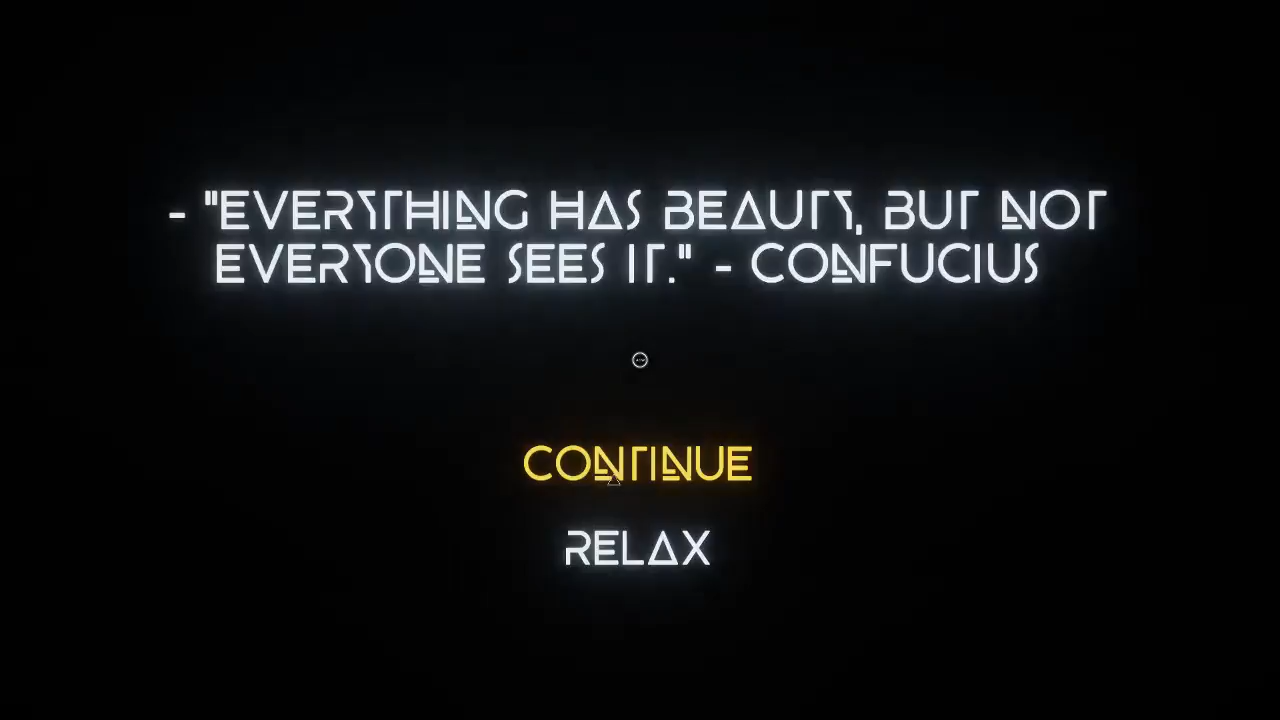 - "EVERYTHING HAS BEAUTY, BUT NOT
EVERYONE SEES IT." - CONFUCIUS
CONTINUE
RELAX